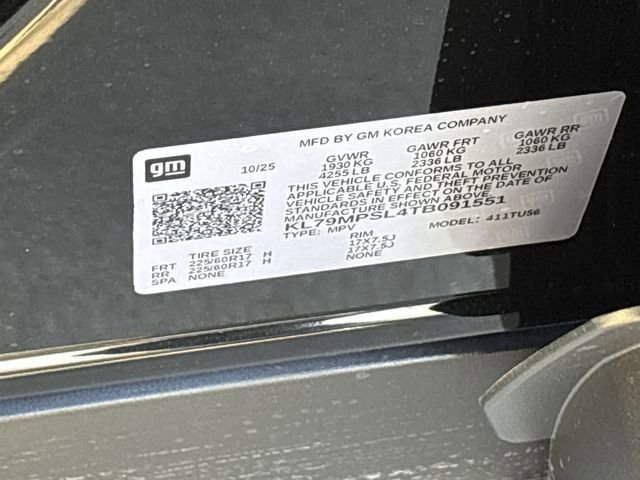 MFD BY GM KOREA COMPANY
gm
10/25
GVWR GAWR FRT GAWR RR
1930 KG 1060 KG 1060 KG
4255 LB 2336 LB 2336 LB
THIS VEHICLE CONFORMS TO ALL
APPLICABLE U.S. FEDERAL MOTOR
VEHICLE SAFETY AND THEFT PREVENTION
STANDARDS IN EFFECT ON THE DATE OF
MANUFACTURE SHOWN ABOVE.
KL79MPSL4TB091551
TYPE: MPV MODEL: 411TU56
TIRE SIZE RIM
FRT 225/60R17 H 17X7.5J
RR 225/60R17 H 17X7.5J
SPA NONE NONE